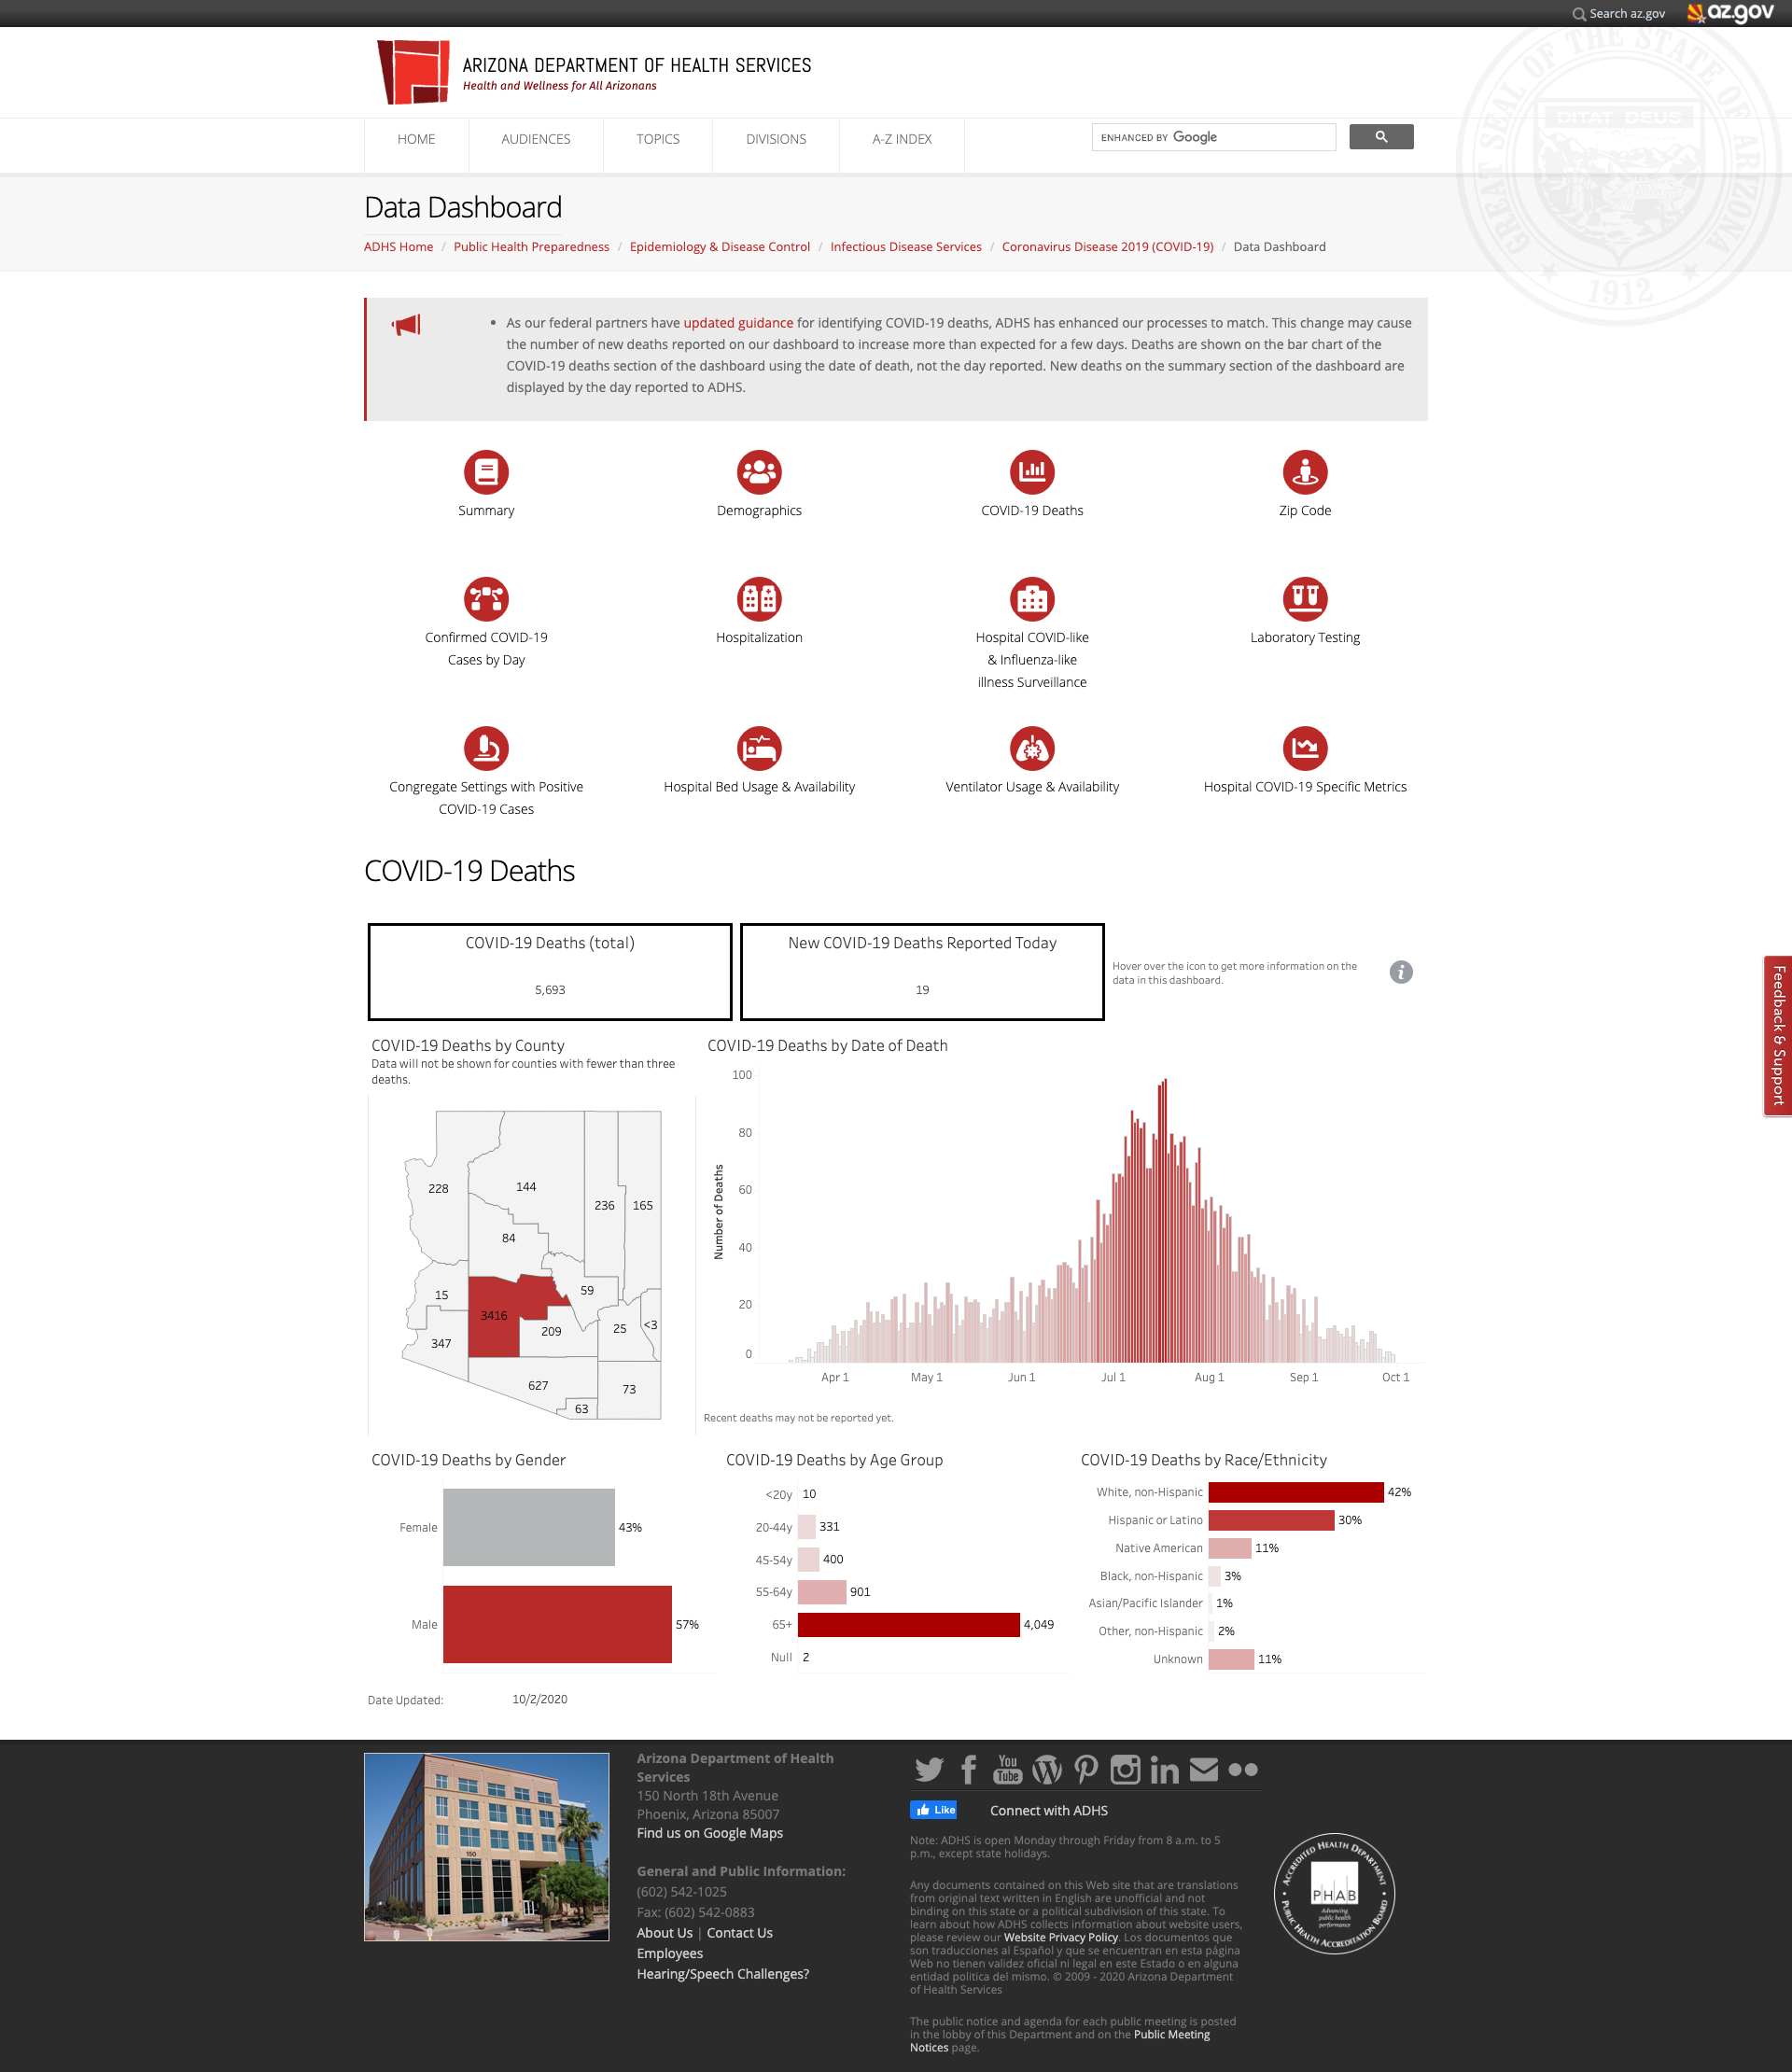 Search az.gov
az.gov
GREAT SEAL OF THE STATE OF ARIZONA
DITAT DEUS
1912
ARIZONA DEPARTMENT OF HEALTH SERVICES
Health and Wellness for All Arizonans
HOME AUDIENCES TOPICS DIVISIONS A-Z INDEX
ENHANCED BY Google
Data Dashboard
ADHS Home / Public Health Preparedness / Epidemiology & Disease Control / Infectious Disease Services / Coronavirus Disease 2019 (COVID-19) / Data Dashboard
• As our federal partners have updated guidance for identifying COVID-19 deaths, ADHS has enhanced our processes to match. This change may cause
the number of new deaths reported on our dashboard to increase more than expected for a few days. Deaths are shown on the bar chart of the
COVID-19 deaths section of the dashboard using the date of death, not the day reported. New deaths on the summary section of the dashboard are
displayed by the day reported to ADHS.
Summary
Demographics
COVID-19 Deaths
Zip Code
Confirmed COVID-19
Cases by Day
Hospitalization
Hospital COVID-like
& Influenza-like
illness Surveillance
Laboratory Testing
Congregate Settings with Positive
COVID-19 Cases
Hospital Bed Usage & Availability
Ventilator Usage & Availability
Hospital COVID-19 Specific Metrics
COVID-19 Deaths
COVID-19 Deaths (total)
5,693
New COVID-19 Deaths Reported Today
19
Hover over the icon to get more information on the
data in this dashboard.
Feedback & Support
COVID-19 Deaths by County
Data will not be shown for counties with fewer than three
deaths.
228
144
236
165
84
15
3416
59
347
209
25
<3
627
73
63
COVID-19 Deaths by Date of Death
Number of Deaths
100
80
60
40
20
0
Apr 1 May 1 Jun 1 Jul 1 Aug 1 Sep 1 Oct 1
Recent deaths may not be reported yet.
COVID-19 Deaths by Gender
Female 43%
Male 57%
COVID-19 Deaths by Age Group
<20y 10
20-44y 331
45-54y 400
55-64y 901
65+ 4,049
Null 2
COVID-19 Deaths by Race/Ethnicity
White, non-Hispanic 42%
Hispanic or Latino 30%
Native American 11%
Black, non-Hispanic 3%
Asian/Pacific Islander 1%
Other, non-Hispanic 2%
Unknown 11%
Date Updated: 10/2/2020
150
Arizona Department of Health
Services
150 North 18th Avenue
Phoenix, Arizona 85007
Find us on Google Maps
General and Public Information:
(602) 542-1025
Fax: (602) 542-0883
About Us | Contact Us
Employees
Hearing/Speech Challenges?
You Tube
Like
Connect with ADHS
Note: ADHS is open Monday through Friday from 8 a.m. to 5
p.m., except state holidays.
Any documents contained on this Web site that are translations
from original text written in English are unofficial and not
binding on this state or a political subdivision of this state. To
learn about how ADHS collects information about website users,
please review our Website Privacy Policy. Los documentos que
son traducciones al Español y que se encuentran en esta página
Web no tienen validez oficial ni legal en este Estado o en alguna
entidad politica del mismo. © 2009 - 2020 Arizona Department
of Health Services
The public notice and agenda for each public meeting is posted
in the lobby of this Department and on the Public Meeting
Notices page.
ACCREDITED HEALTH DEPARTMENT
PHAB
Advancing
public health
performance
PUBLIC HEALTH ACCREDITATION BOARD